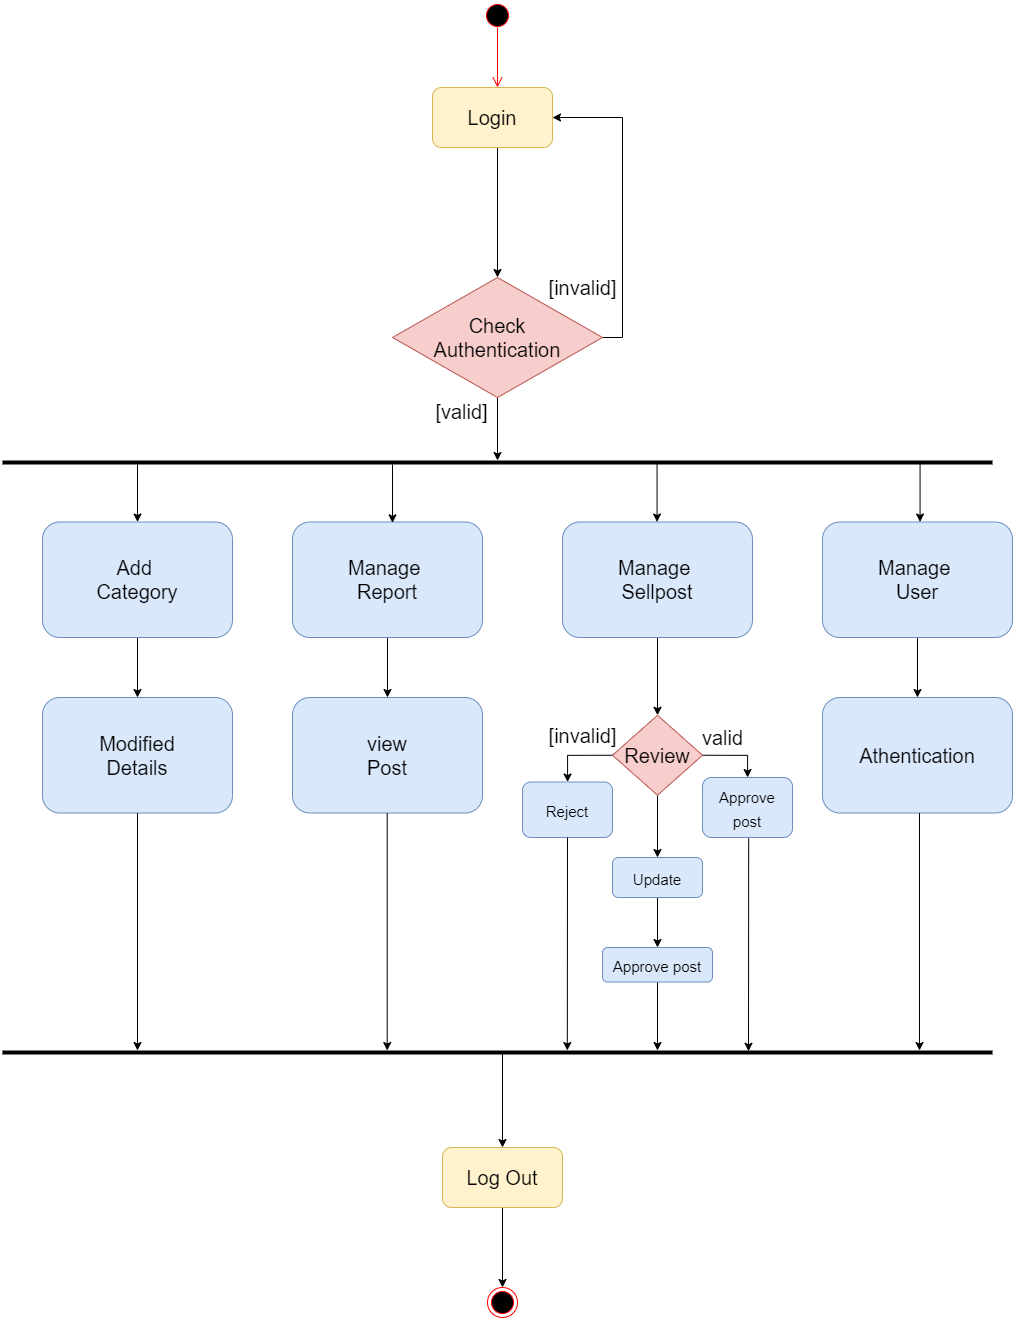 Login
[invalid]
Check
Authentication
[valid]
Add
Category
Manage
Report
Manage
Sellpost
Manage
User
Modified
Details
view
Post
[invalid]
Review
valid
Athentication
Reject
Approve
post
Update
Approve post
Log Out